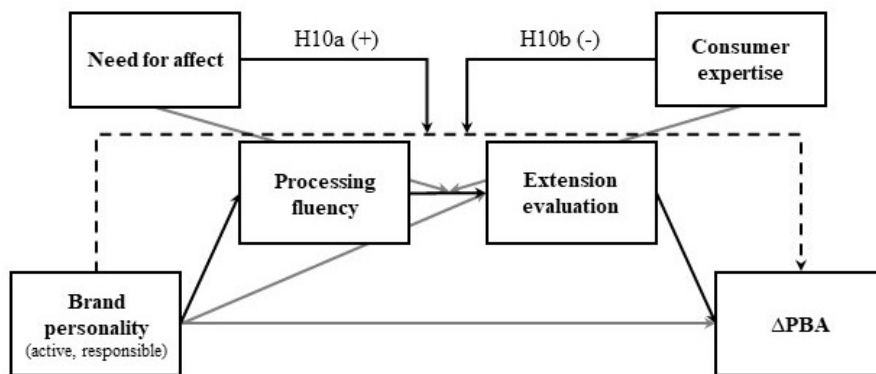 Need for affect
H10a (+)
H10b (-)
Consumer
expertise
Processing
fluency
Extension
evaluation
Brand
personality
(active, responsible)
ΔPBA